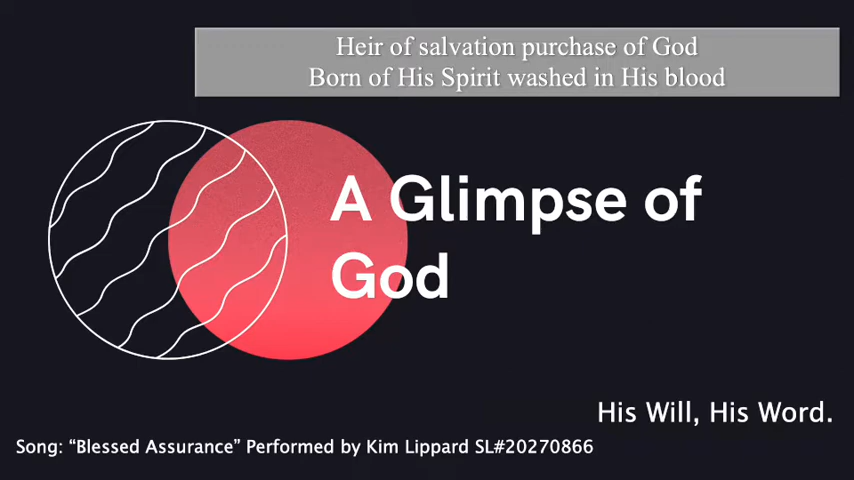 Heir of salvation purchase of God
Born of His Spirit washed in His blood
A Glimpse of
God
His Will, His Word.
Song: “Blessed Assurance” Performed by Kim Lippard SL#20270866